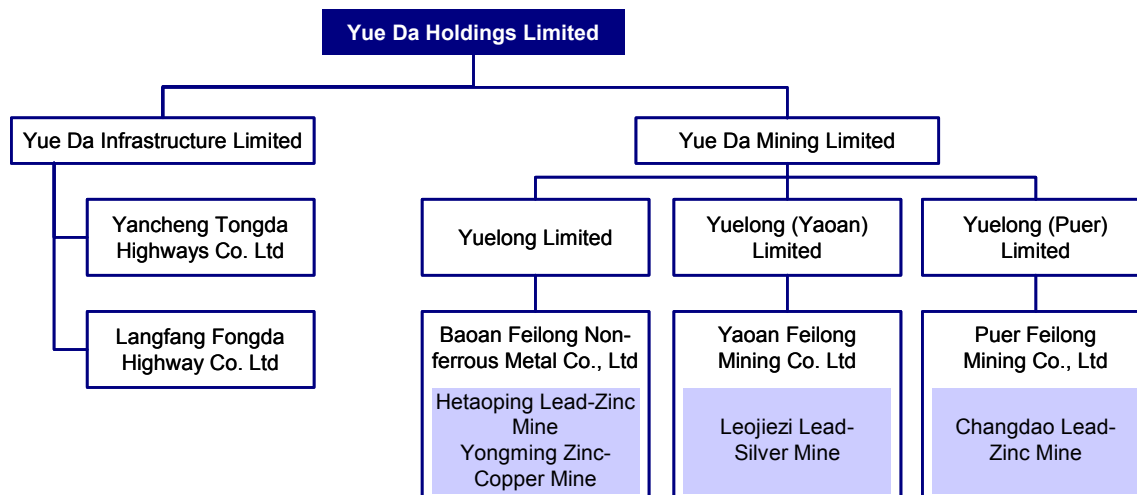 Yue Da Holdings Limited
Yue Da Infrastructure Limited
Yue Da Mining Limited
Yancheng Tongda
Highways Co. Ltd
Langfang Fongda
Highway Co. Ltd
Yuelong Limited
Yuelong (Yaoan)
Limited
Yuelong (Puer)
Limited
Baoan Feilong Non-
ferrous Metal Co., Ltd
Hetaoping Lead-Zinc
Mine
Yongming Zinc-
Copper Mine
Yaoan Feilong
Mining Co. Ltd
Leojiezi Lead-
Silver Mine
Puer Feilong
Mining Co., Ltd
Changdao Lead-
Zinc Mine